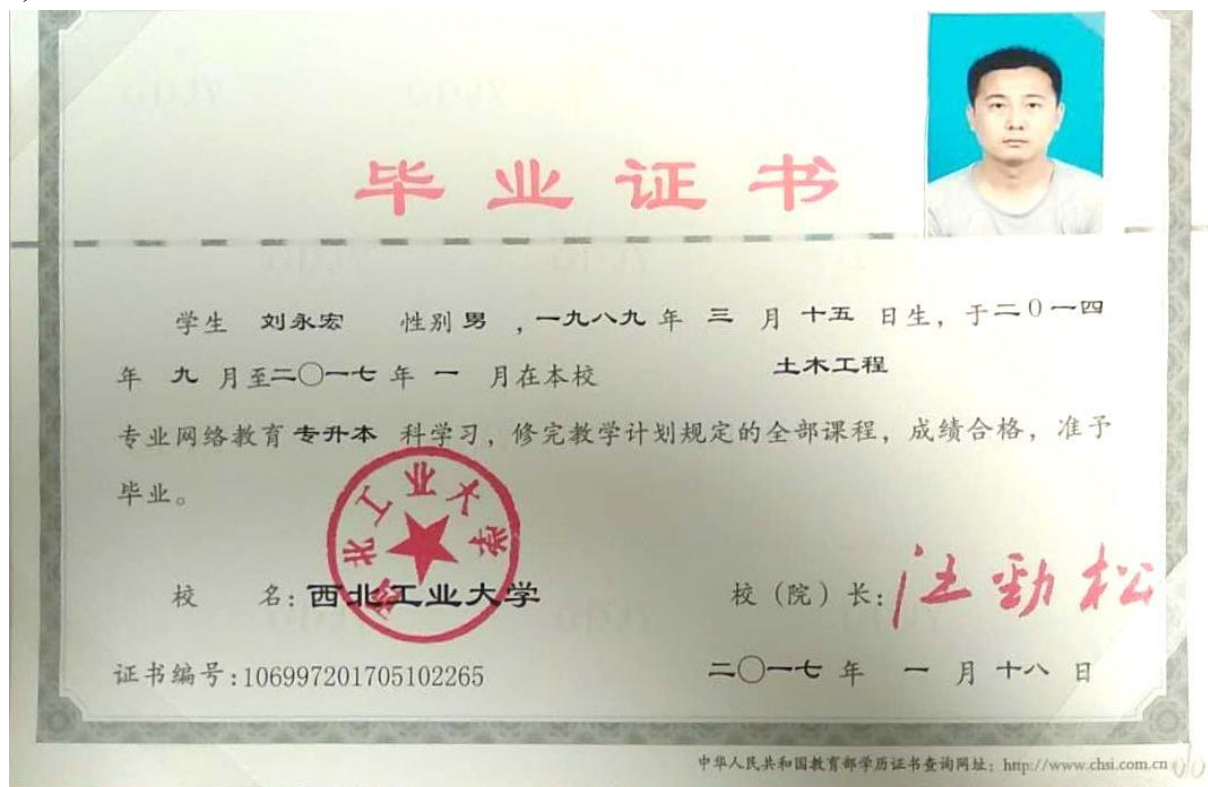 毕业证书
学生 刘永宏 性别 男 , 一九八九 年 三 月 十五 日生, 于二0一四
年 九 月至二〇一七 年 一 月在本校 土木工程
专业网络教育 专升本 科学习, 修完教学计划规定的全部课程, 成绩合格, 准予
毕业。
西北工业大学
校 名: 西北工业大学 校 (院) 长: 汪劲松
证书编号:106997201705102265 二〇一七 年 一 月 十八 日
中华人民共和国教育部学历证书查询网址: http://www.chsi.com.cn